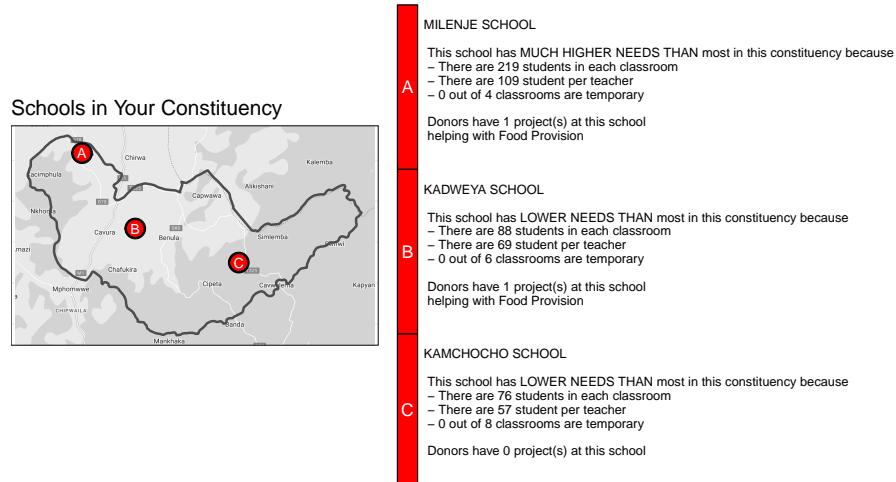 Schools in Your Constituency
A
Chirwa
Kalemba
Alikishani
Capwawa
Cavura
B
Benula
Simlemba
C
Chafukira
Cipeta
Mphomwwe
Kapyan
CHIPWAILA
Banda
Mankhaka
A
MILENJE SCHOOL
This school has MUCH HIGHER NEEDS THAN most in this constituency because
– There are 219 students in each classroom
– There are 109 student per teacher
– 0 out of 4 classrooms are temporary
Donors have 1 project(s) at this school
helping with Food Provision
B
KADWEYA SCHOOL
This school has LOWER NEEDS THAN most in this constituency because
– There are 88 students in each classroom
– There are 69 student per teacher
– 0 out of 6 classrooms are temporary
Donors have 1 project(s) at this school
helping with Food Provision
C
KAMCHOCHO SCHOOL
This school has LOWER NEEDS THAN most in this constituency because
– There are 76 students in each classroom
– There are 57 student per teacher
– 0 out of 8 classrooms are temporary
Donors have 0 project(s) at this school